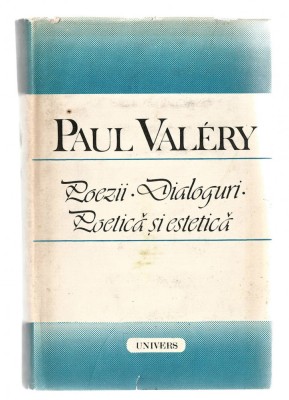 PAUL VALÉRY
Poezii · Dialoguri ·
Poetică și estetică
UNIVERS